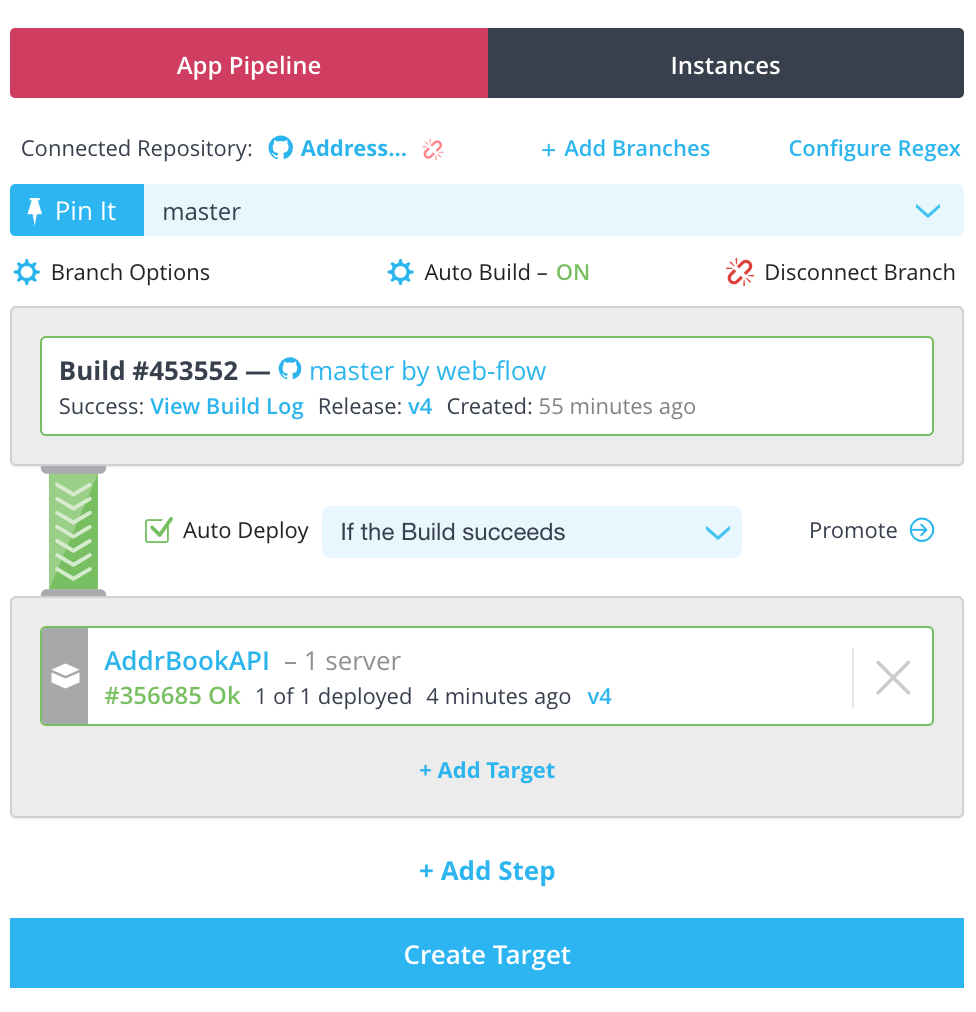 App Pipeline Instances
Connected Repository: Address... + Add Branches Configure Regex
Pin It master
Branch Options Auto Build – ON Disconnect Branch
Build #453552 — master by web-flow
Success: View Build Log Release: v4 Created: 55 minutes ago
Auto Deploy If the Build succeeds Promote
AddrBookAPI – 1 server
#356685 Ok 1 of 1 deployed 4 minutes ago v4
+ Add Target
+ Add Step
Create Target